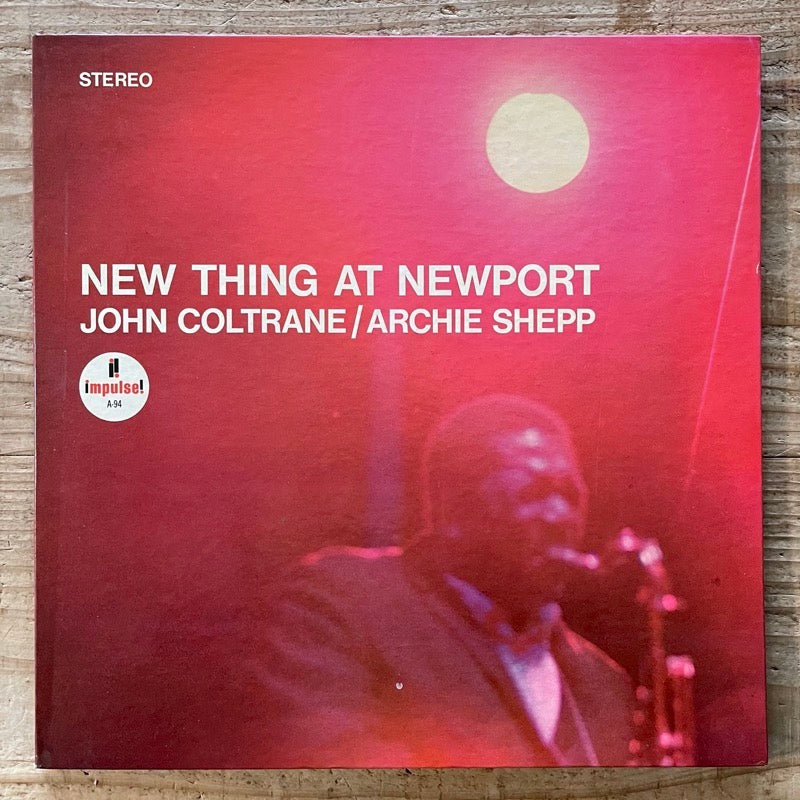 STEREO
NEW THING AT NEWPORT
JOHN COLTRANE/ARCHIE SHEPP
impulse!
A-94